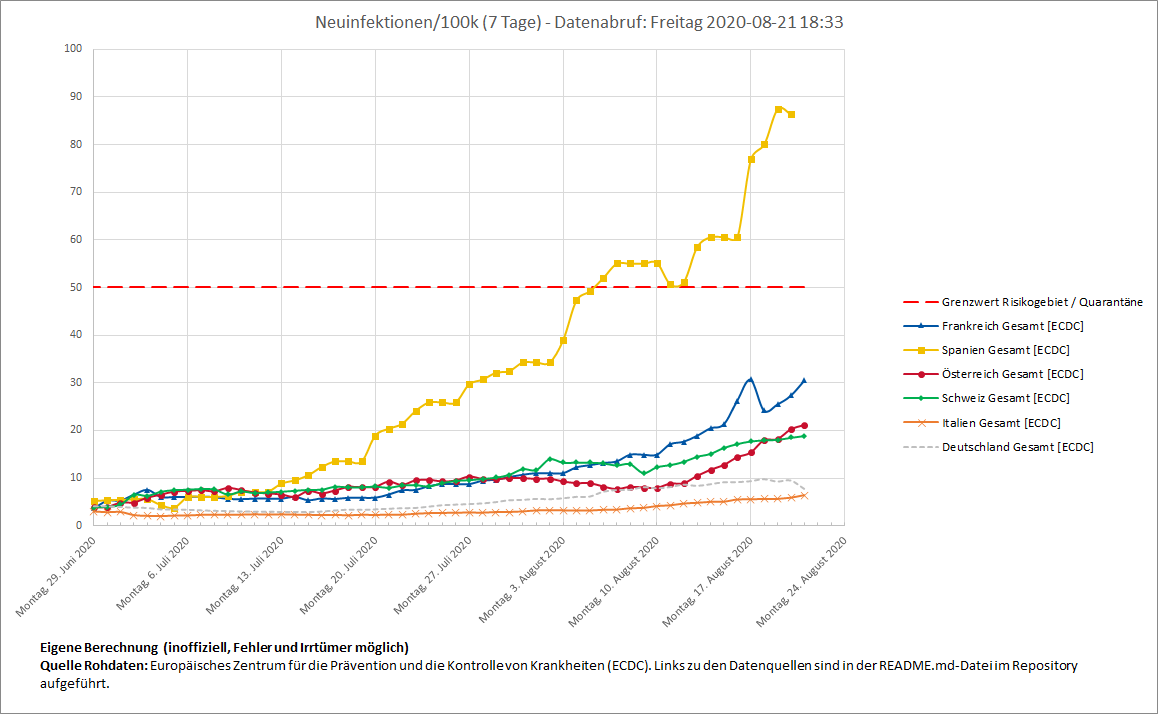 Neuinfektionen/100k (7 Tage) - Datenabruf: Freitag 2020-08-21 18:33
100
90
80
70
60
50
40
30
20
10
0
Montag, 29. Juni 2020
Montag, 6. Juli 2020
Montag, 13. Juli 2020
Montag, 20. Juli 2020
Montag, 27. Juli 2020
Montag, 3. August 2020
Montag, 10. August 2020
Montag, 17. August 2020
Montag, 24. August 2020
Grenzwert Risikogebiet / Quarantäne
Frankreich Gesamt [ECDC]
Spanien Gesamt [ECDC]
Österreich Gesamt [ECDC]
Schweiz Gesamt [ECDC]
Italien Gesamt [ECDC]
Deutschland Gesamt [ECDC]
Eigene Berechnung (inoffiziell, Fehler und Irrtümer möglich)
Quelle Rohdaten: Europäisches Zentrum für die Prävention und die Kontrolle von Krankheiten (ECDC). Links zu den Datenquellen sind in der README.md-Datei im Repository
aufgeführt.